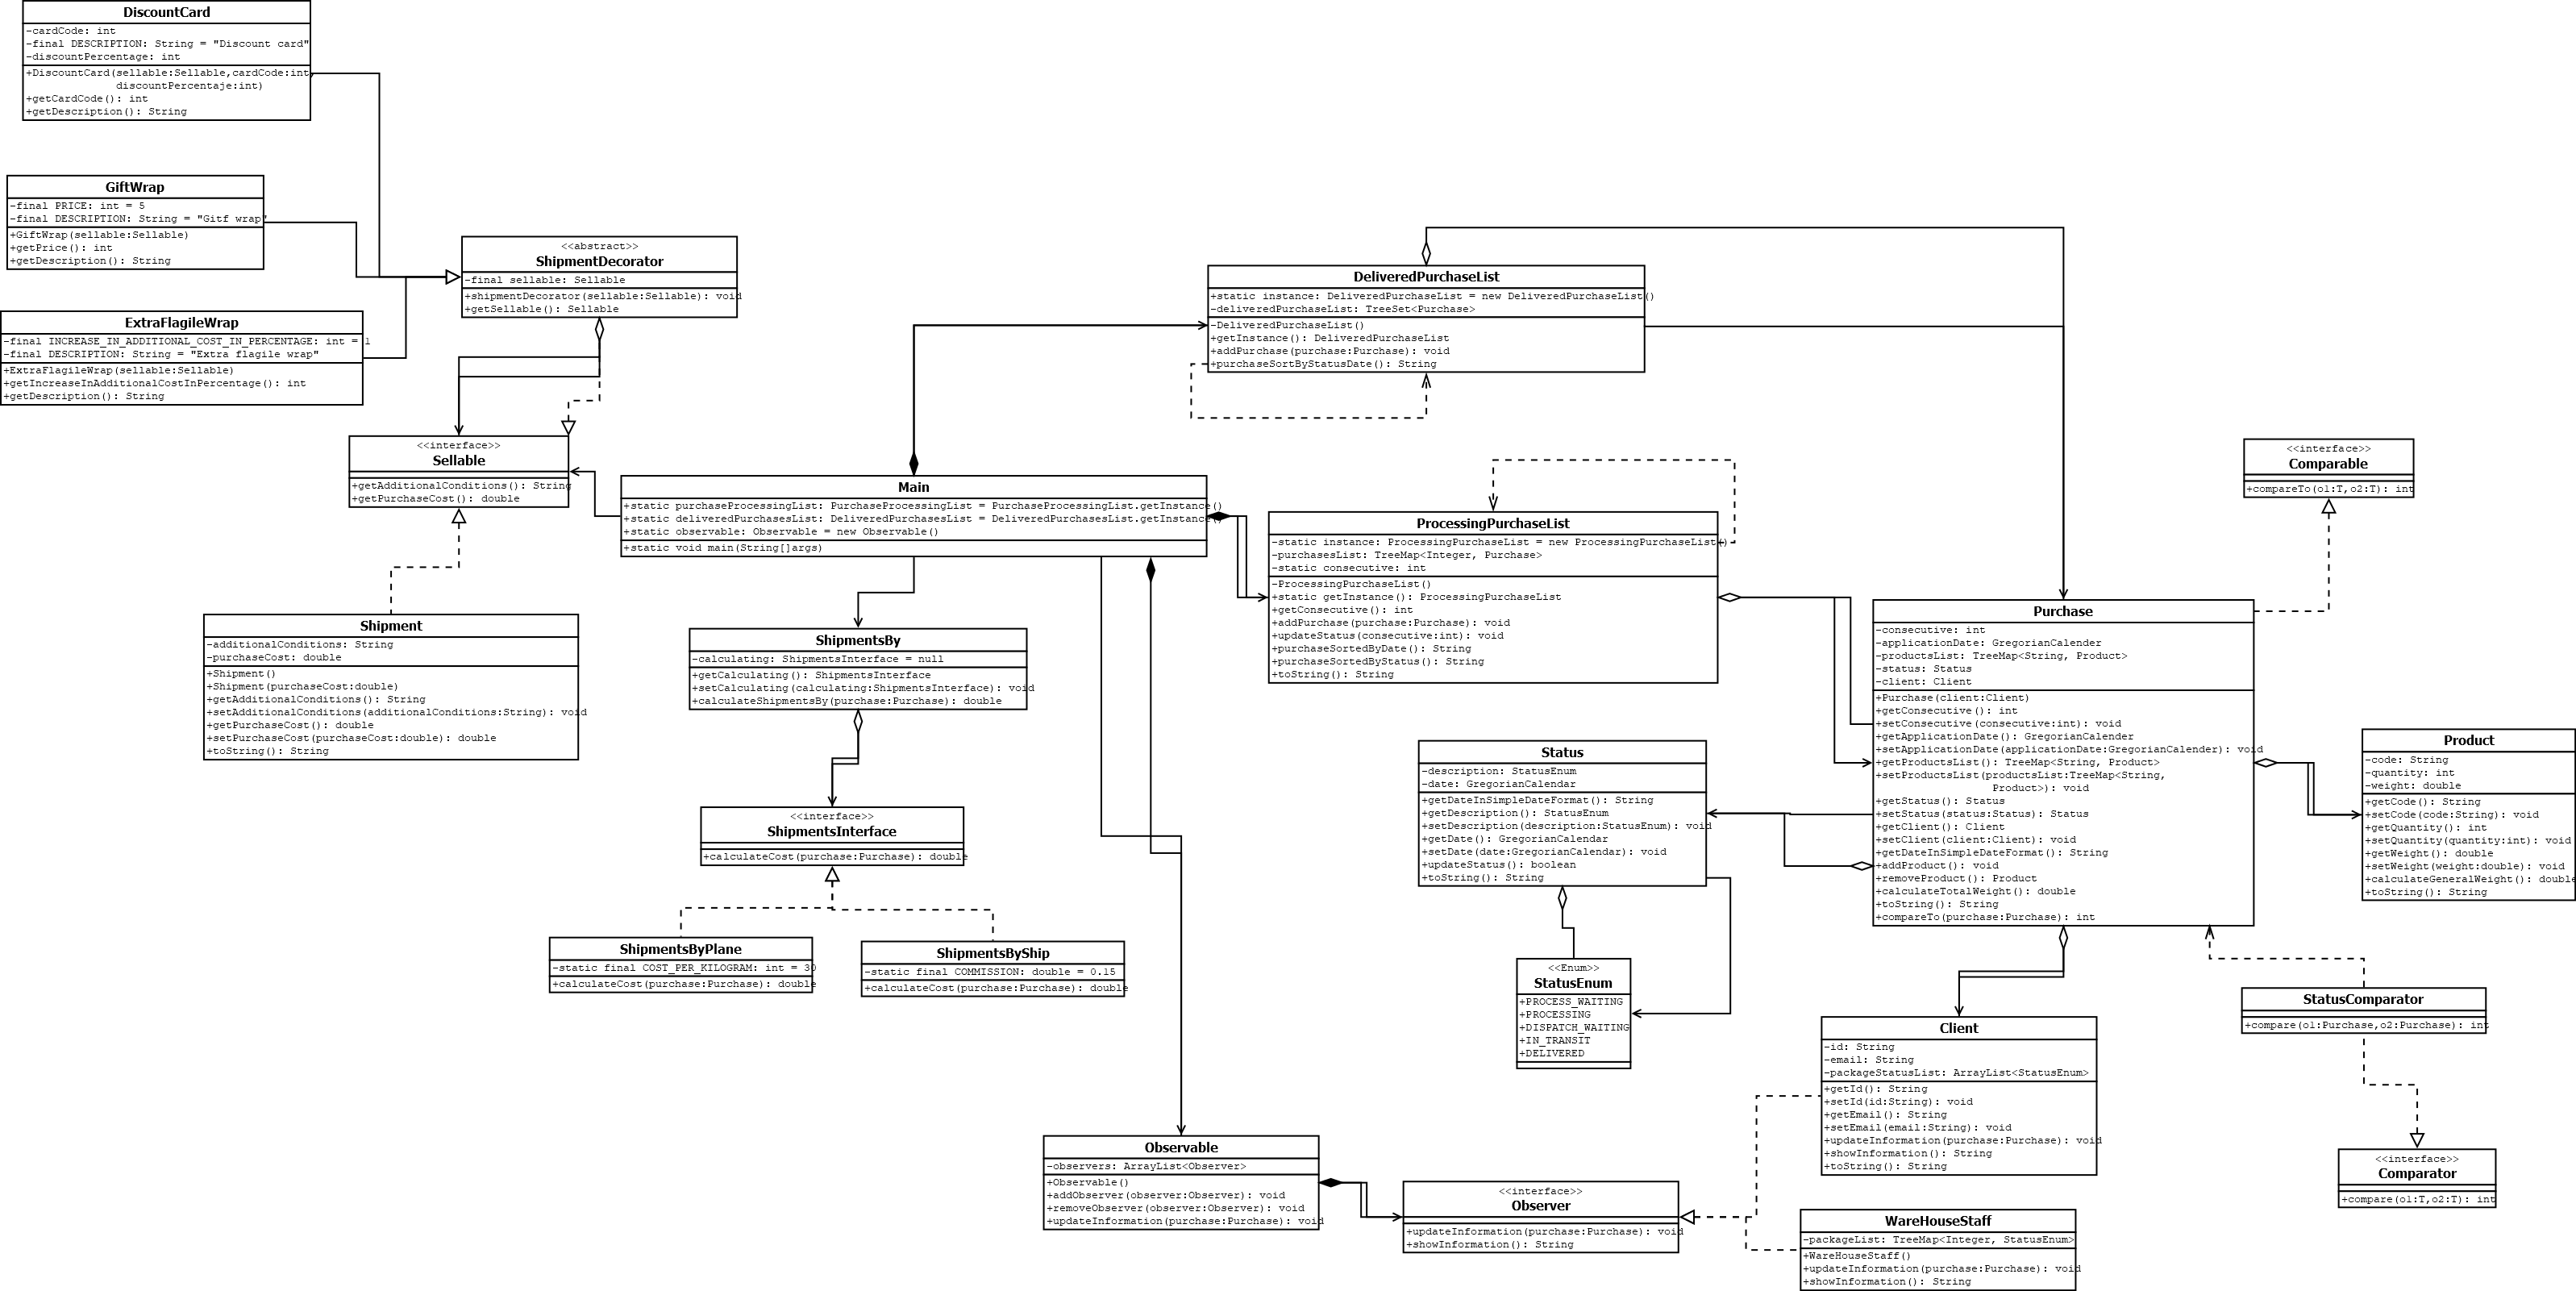 DiscountCard
-cardCode: int
-final DESCRIPTION: String = "Discount card"
-discountPercentage: int
+DiscountCard(sellable:Sellable,cardCode:int,
discountPercentaje:int)
+getCardCode(): int
+getDescription(): String
GiftWrap
-final PRICE: int = 5
-final DESCRIPTION: String = "Gitf wrap"
+GiftWrap(sellable:Sellable)
+getPrice(): int
+getDescription(): String
ExtraFlagileWrap
-final INCREASE_IN_ADDITIONAL_COST_IN_PERCENTAGE: int = 1
-final DESCRIPTION: String = "Extra flagile wrap"
+ExtraFlagileWrap(sellable:Sellable)
+getIncreaseInAdditionalCostInPercentage(): int
+getDescription(): String
<<abstract>>
ShipmentDecorator
-final sellable: Sellable
+shipmentDecorator(sellable:Sellable): void
+getSellable(): Sellable
<<interface>>
Sellable
+getAdditionalConditions(): String
+getPurchaseCost(): double
Shipment
-additionalConditions: String
-purchaseCost: double
+Shipment()
+Shipment(purchaseCost:double)
+getAdditionalConditions(): String
+setAdditionalConditions(additionalConditions:String): void
+getPurchaseCost(): double
+setPurchaseCost(purchaseCost:double): double
+toString(): String
Main
+static purchaseProcessingList: PurchaseProcessingList = PurchaseProcessingList.getInstance()
+static deliveredPurchasesList: DeliveredPurchasesList = DeliveredPurchasesList.getInstance()
+static observable: Observable = new Observable()
+static void main(String[]args)
ShipmentsBy
-calculating: ShipmentsInterface = null
+getCalculating(): ShipmentsInterface
+setCalculating(calculating:ShipmentsInterface): void
+calculateShipmentsBy(purchase:Purchase): double
<<interface>>
ShipmentsInterface
+calculateCost(purchase:Purchase): double
ShipmentsByPlane
-static final COST_PER_KILOGRAM: int = 30
+calculateCost(purchase:Purchase): double
ShipmentsByShip
-static final COMMISSION: double = 0.15
+calculateCost(purchase:Purchase): double
DeliveredPurchaseList
+static instance: DeliveredPurchaseList = new DeliveredPurchaseList()
-deliveredPurchaseList: TreeSet<Purchase>
-DeliveredPurchaseList()
+getInstance(): DeliveredPurchaseList
+addPurchase(purchase:Purchase): void
+purchaseSortByStatusDate(): String
ProcessingPurchaseList
-static instance: ProcessingPurchaseList = new ProcessingPurchaseList()
-purchasesList: TreeMap<Integer, Purchase>
-static consecutive: int
-ProcessingPurchaseList()
+static getInstance(): ProcessingPurchaseList
+getConsecutive(): int
+addPurchase(purchase:Purchase): void
+updateStatus(consecutive:int): void
+purchaseSortedByDate(): String
+purchaseSortedByStatus(): String
+toString(): String
<<interface>>
Comparable
+compareTo(o1:T,o2:T): int
Purchase
-consecutive: int
-applicationDate: GregorianCalender
-productsList: TreeMap<String, Product>
-status: Status
-client: Client
+Purchase(client:Client)
+getConsecutive(): int
+setConsecutive(consecutive:int): void
+getApplicationDate(): GregorianCalender
+setApplicationDate(applicationDate:GregorianCalender): void
+getProductsList(): TreeMap<String, Product>
+setProductsList(productsList:TreeMap<String,
Product>): void
+getStatus(): Status
+setStatus(status:Status): Status
+getClient(): Client
+setClient(client:Client): void
+getDateInSimpleDateFormat(): String
+addProduct(): void
+removeProduct(): Product
+calculateTotalWeight(): double
+toString(): String
+compareTo(purchase:Purchase): int
Product
-code: String
-quantity: int
-weight: double
+getCode(): String
+setCode(code:String): void
+getQuantity(): int
+setQuantity(quantity:int): void
+getWeight(): double
+setWeight(weight:double): void
+calculateGeneralWeight(): double
+toString(): String
Status
-description: StatusEnum
-date: GregorianCalendar
+getDateInSimpleDateFormat(): String
+getDescription(): StatusEnum
+setDescription(description:StatusEnum): void
+getDate(): GregorianCalendar
+setDate(date:GregorianCalendar): void
+updateStatus(): boolean
+toString(): String
<<Enum>>
StatusEnum
+PROCESS_WAITING
+PROCESSING
+DISPATCH_WAITING
+IN_TRANSIT
+DELIVERED
StatusComparator
+compare(o1:Purchase,o2:Purchase): int
<<interface>>
Comparator
+compare(o1:T,o2:T): int
Client
-id: String
-email: String
-packageStatusList: ArrayList<StatusEnum>
+getId(): String
+setId(id:String): void
+getEmail(): String
+setEmail(email:String): void
+updateInformation(purchase:Purchase): void
+showInformation(): String
+toString(): String
Observable
-observers: ArrayList<Observer>
+Observable()
+addObserver(observer:Observer): void
+removeObserver(observer:Observer): void
+updateInformation(purchase:Purchase): void
<<interface>>
Observer
+updateInformation(purchase:Purchase): void
+showInformation(): String
WareHouseStaff
-packageList: TreeMap<Integer, StatusEnum>
+WareHouseStaff()
+updateInformation(purchase:Purchase): void
+showInformation(): String